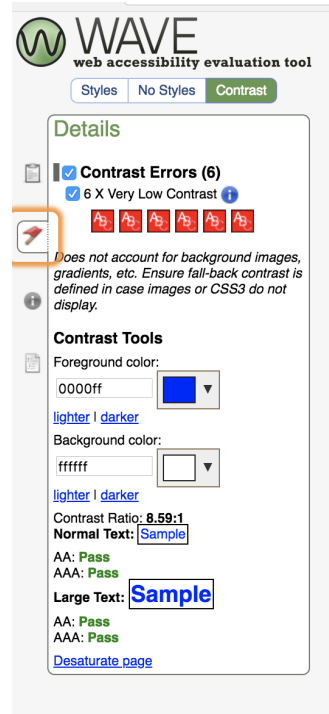 WAVE
web accessibility evaluation tool
Styles No Styles Contrast
Details
Contrast Errors (6)
6 X Very Low Contrast
Does not account for background images,
gradients, etc. Ensure fall-back contrast is
defined in case images or CSS3 do not
display.
Contrast Tools
Foreground color:
0000ff
lighter | darker
Background color:
ffffff
lighter | darker
Contrast Ratio: 8.59:1
Normal Text: Sample
AA: Pass
AAA: Pass
Large Text: Sample
AA: Pass
AAA: Pass
Desaturate page